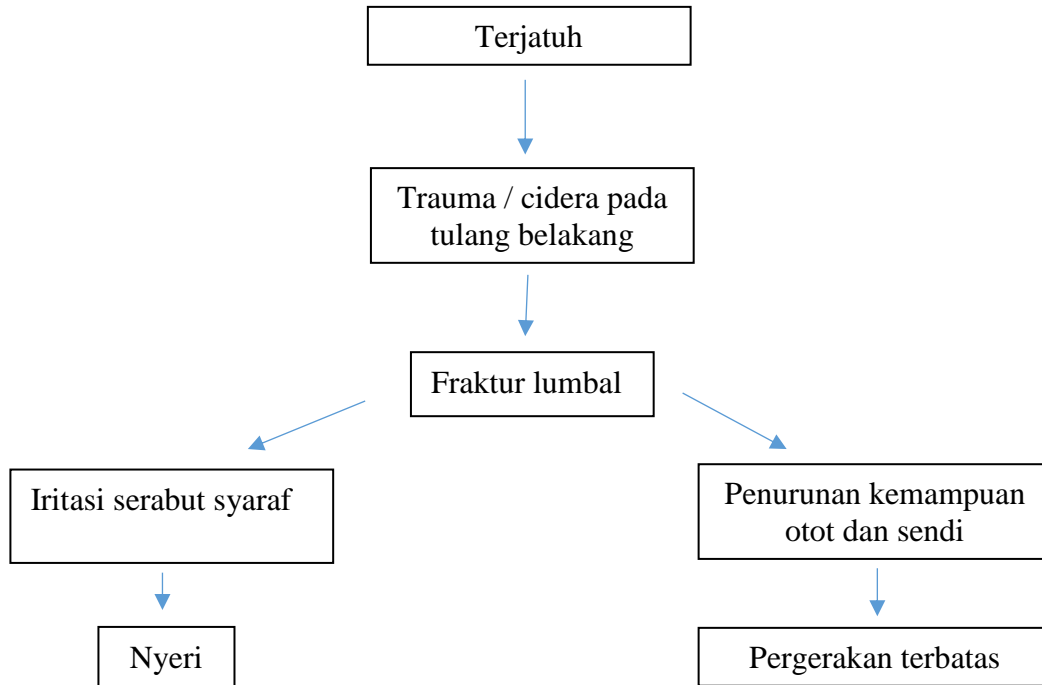 Terjatuh
Trauma / cidera pada
tulang belakang
Fraktur lumbal
Iritasi serabut syaraf
Penurunan kemampuan
otot dan sendi
Nyeri
Pergerakan terbatas